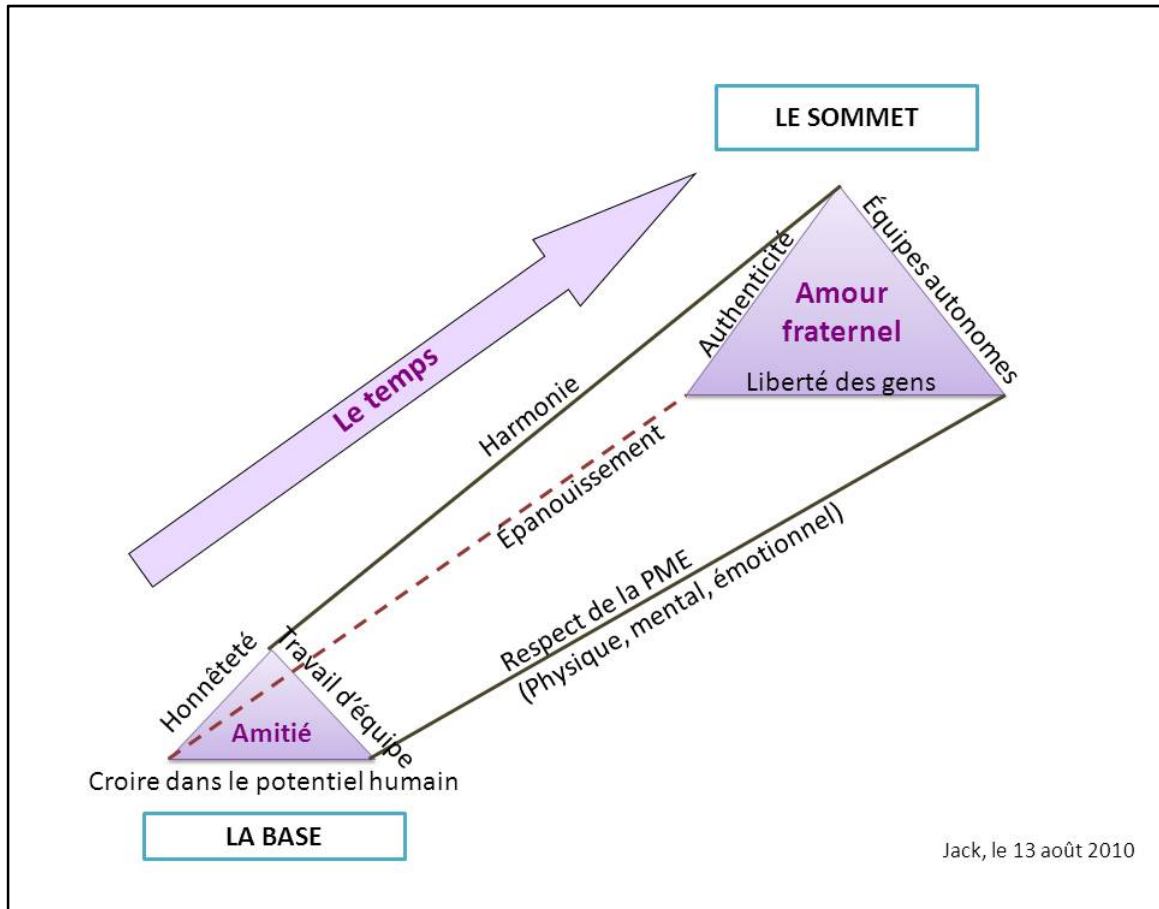 LE SOMMET
Équipes autonomes
Authenticité
Amour
fraternel
Liberté des gens
Le temps
Harmonie
Épanouissement
Respect de la PME
(Physique, mental, émotionnel)
Honnêteté
Travail d'équipe
Amitié
Croire dans le potentiel humain
LA BASE
Jack, le 13 août 2010